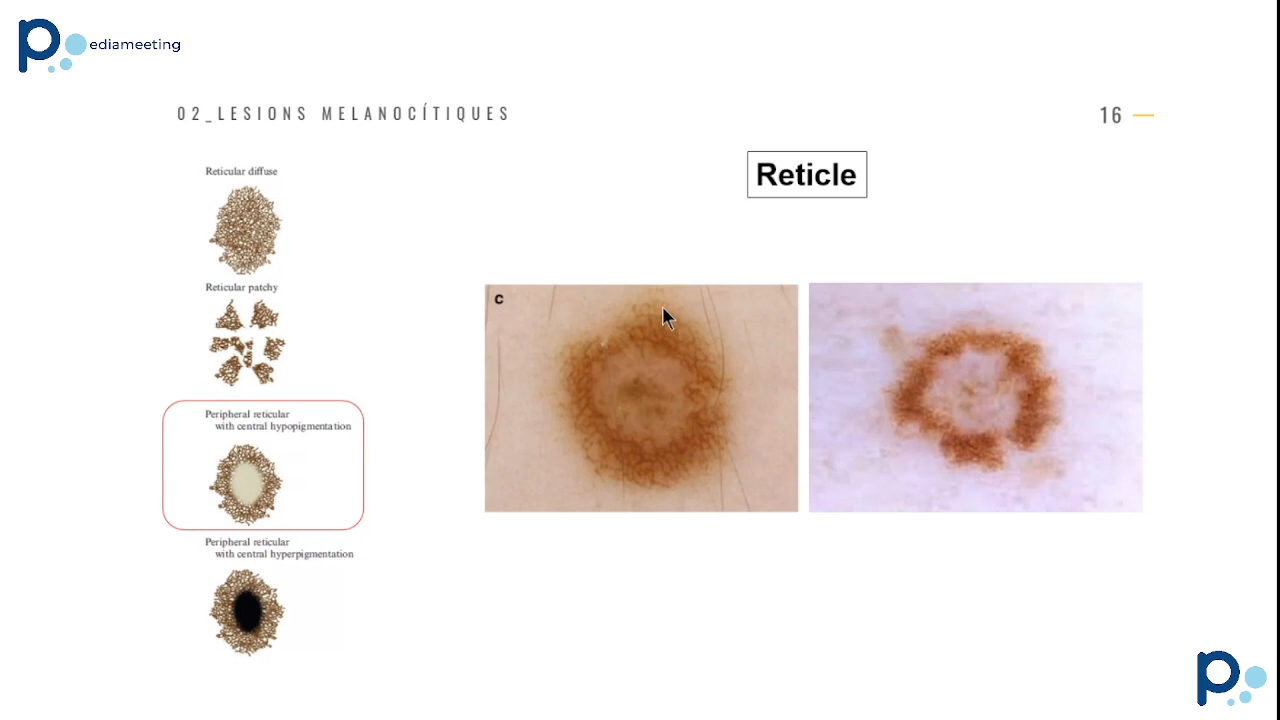 ediameeting
02_LESIONS MELANOCÍTIQUES
16
Reticle
Reticular diffuse
Reticular patchy
Peripheral reticular
with central hypopigmentation
Peripheral reticular
with central hyperpigmentation
c